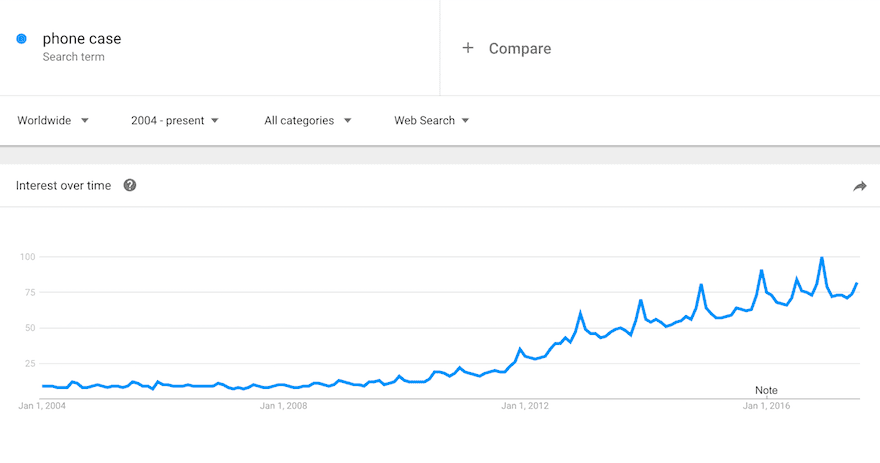 phone case
Search term
+ Compare
Worldwide
2004 - present
All categories
Web Search
Interest over time ?
100
75
50
25
Note
Jan 1, 2004
Jan 1, 2008
Jan 1, 2012
Jan 1, 2016